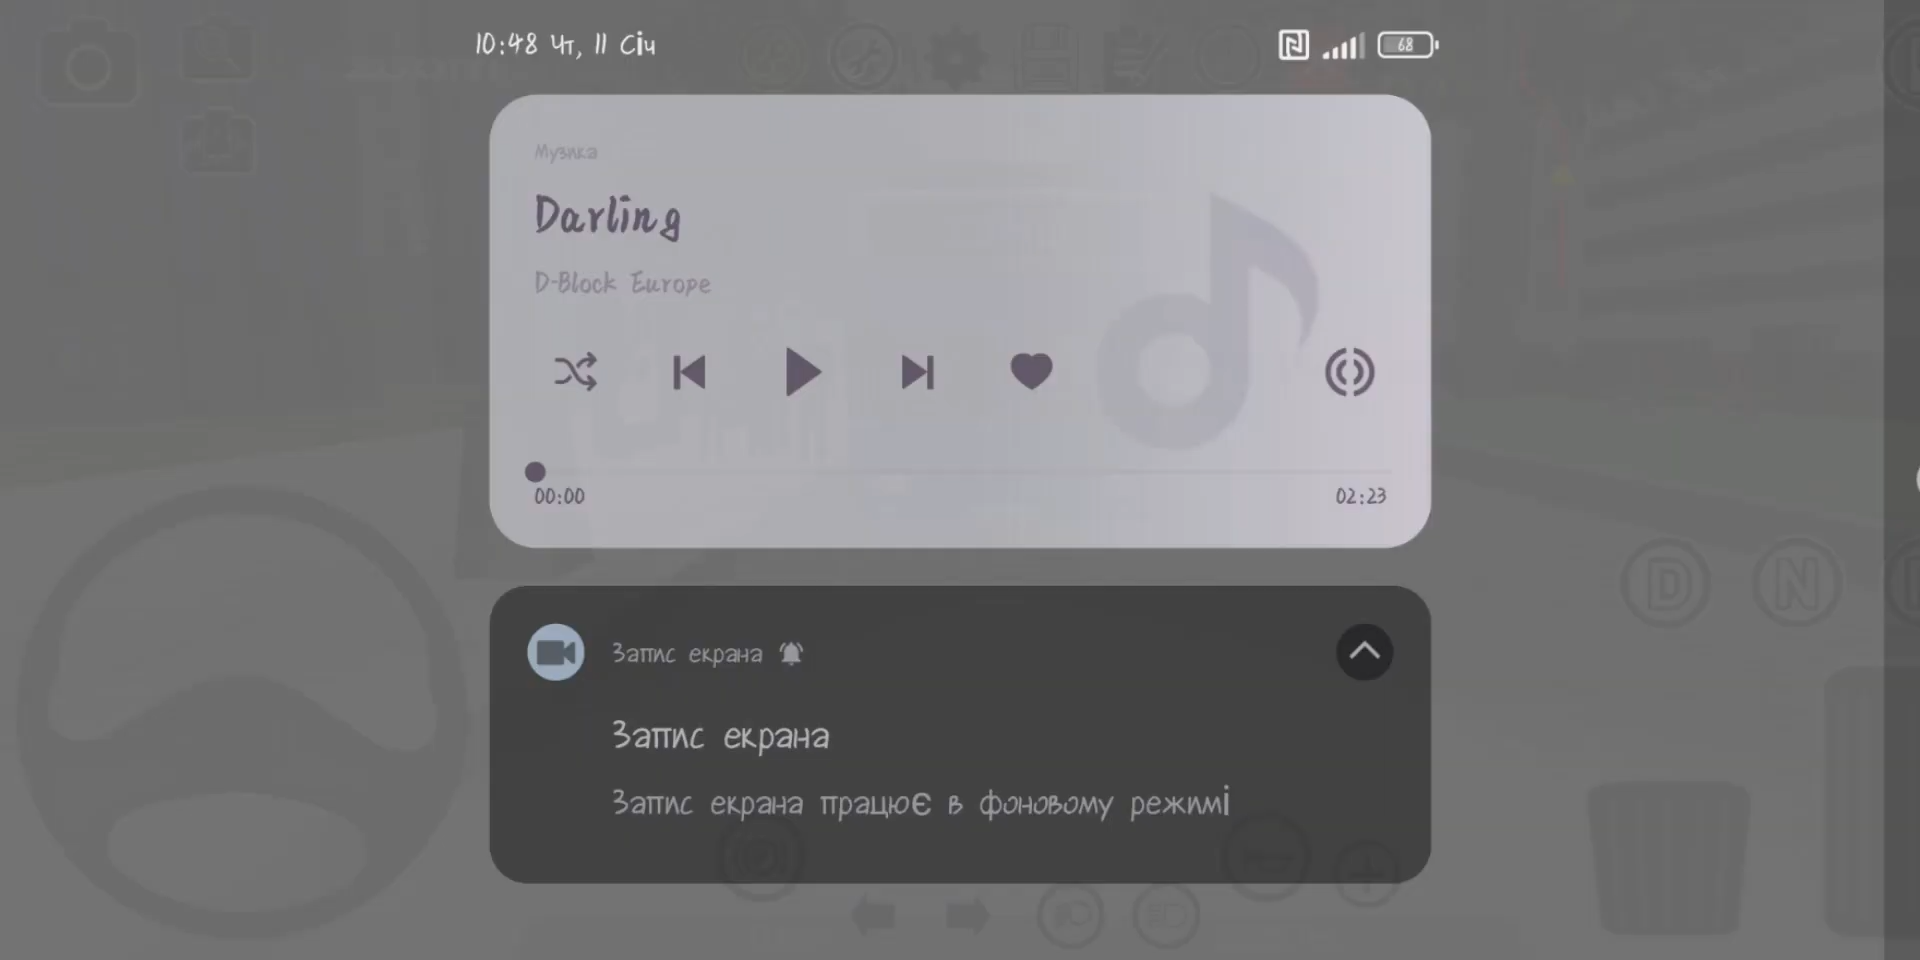 10:48 Чт, 11 Січ
68
Музика
Darling
D-Block Europe
00:00
02:23
Запис екрана
Запис екрана
Запис екрана працює в фоновому режимі
D
N